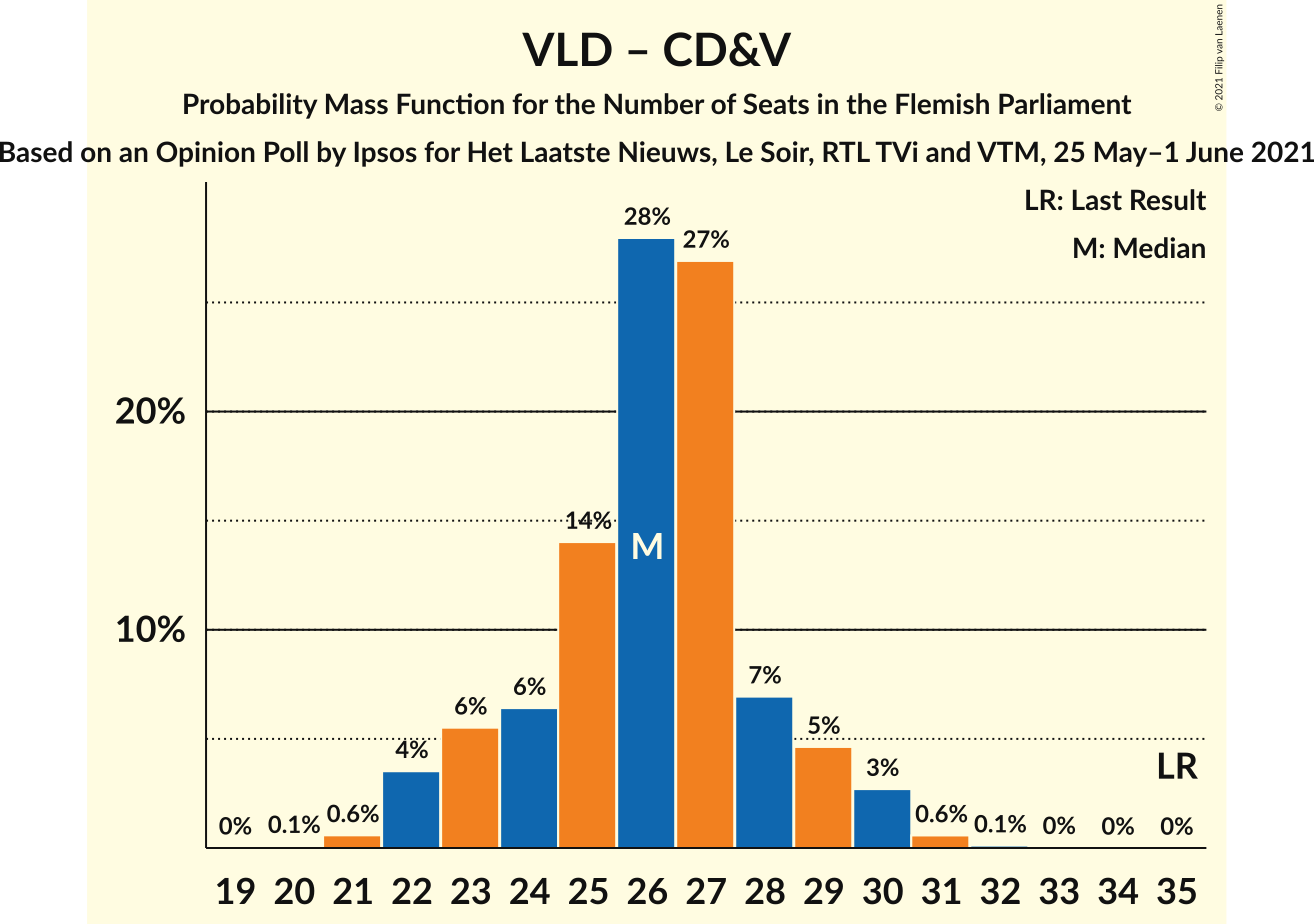 VLD – CD&V
Probability Mass Function for the Number of Seats in the Flemish Parliament
Based on an Opinion Poll by Ipsos for Het Laatste Nieuws, Le Soir, RTL TVi and VTM, 25 May–1 June 2021
© 2021 Filip van Laenen
LR: Last Result
M: Median
28%
27%
20%
14%
M
10%
7%
6%
6%
5%
4%
3%
LR
0% 0.1% 0.6% 0.6% 0.1% 0% 0% 0%
19 20 21 22 23 24 25 26 27 28 29 30 31 32 33 34 35